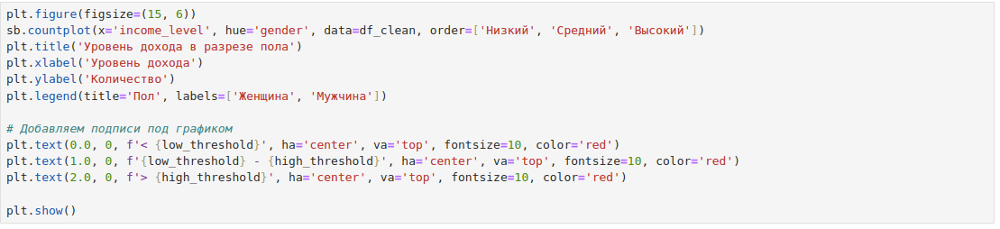 plt.figure(figsize=(15, 6))
sb.countplot(x='income_level', hue='gender', data=df_clean, order=['Низкий', 'Средний', 'Высокий'])
plt.title('Уровень дохода в разрезе пола')
plt.xlabel('Уровень дохода')
plt.ylabel('Количество')
plt.legend(title='Пол', labels=['Женщина', 'Мужчина'])
# Добавляем подписи под графиком
plt.text(0.0, 0, f'< {low_threshold}', ha='center', va='top', fontsize=10, color='red')
plt.text(1.0, 0, f'{low_threshold} - {high_threshold}', ha='center', va='top', fontsize=10, color='red')
plt.text(2.0, 0, f'> {high_threshold}', ha='center', va='top', fontsize=10, color='red')
plt.show()